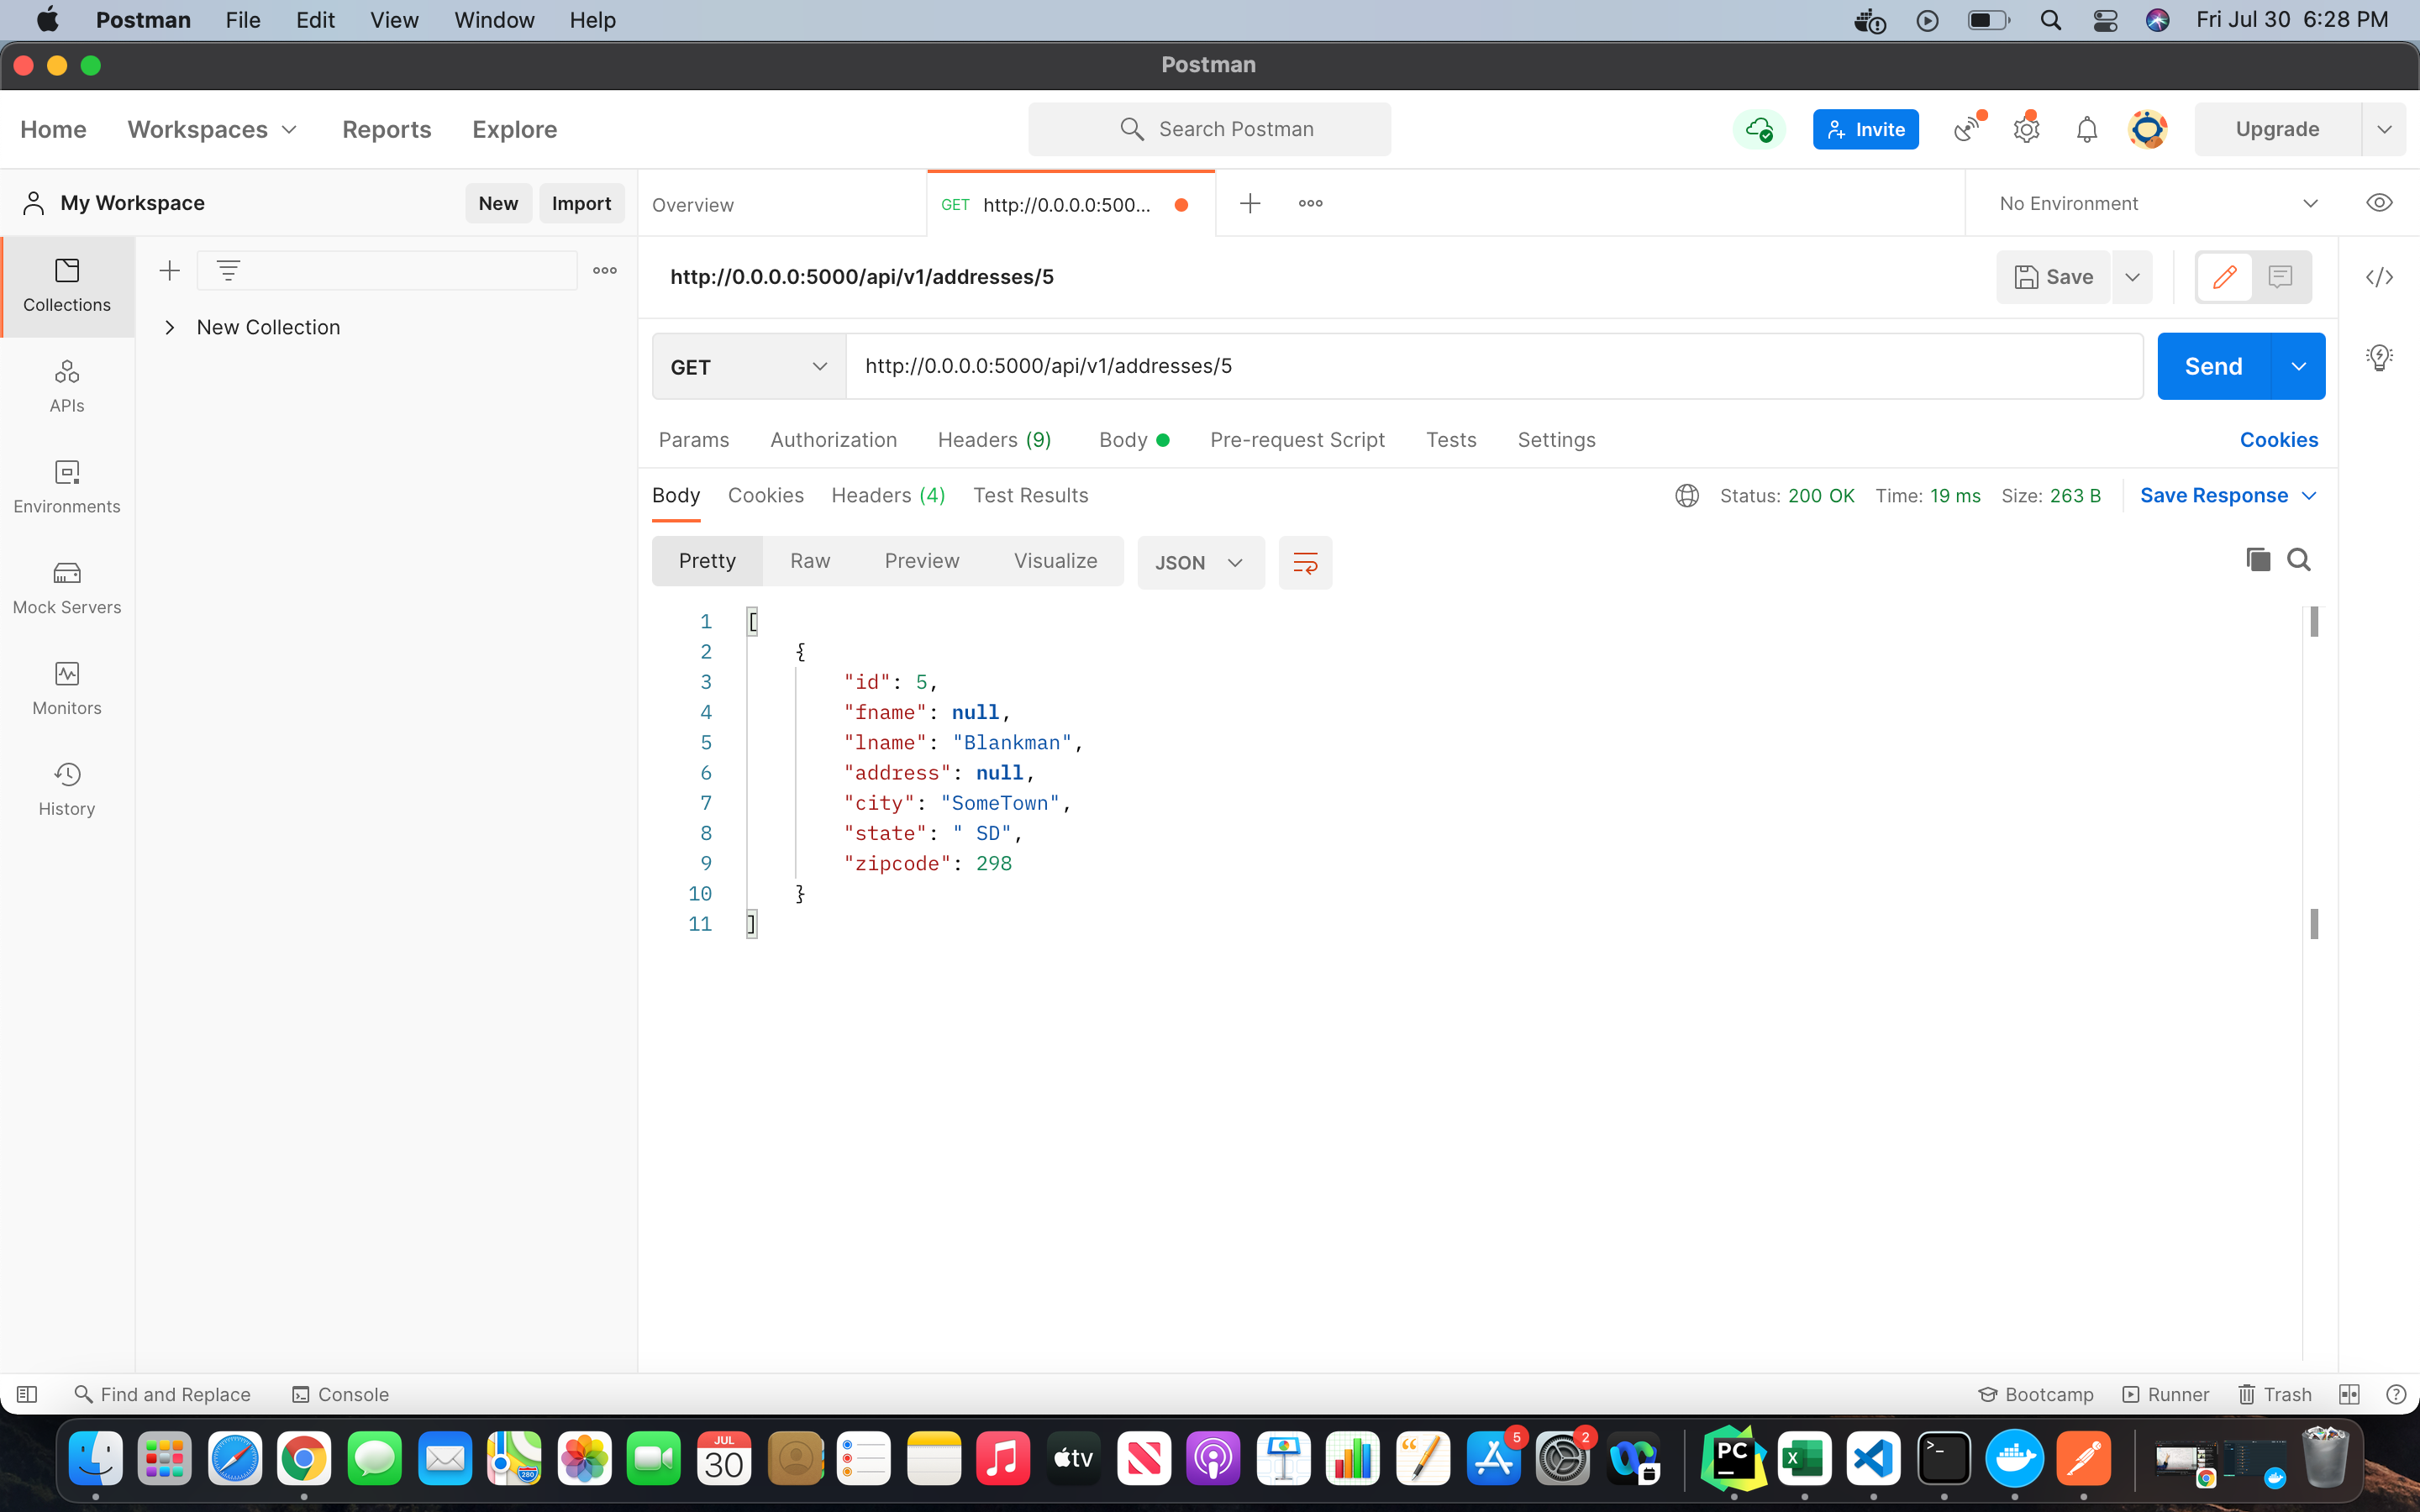 Postman File Edit View Window Help Fri Jul 30 6:28 PM
Postman
Home Workspaces Reports Explore Search Postman Invite Upgrade
My Workspace New Import Overview GET http://0.0.0.0:500... No Environment
Collections
New Collection
http://0.0.0.0:5000/api/v1/addresses/5 Save
GET http://0.0.0.0:5000/api/v1/addresses/5 Send
APIs
Params Authorization Headers (9) Body Pre-request Script Tests Settings Cookies
Environments
Body Cookies Headers (4) Test Results Status: 200 OK Time: 19 ms Size: 263 B Save Response
Pretty Raw Preview Visualize JSON
Mock Servers
Monitors
History
1 [
2 {
3 "id": 5,
4 "fname": null,
5 "lname": "Blankman",
6 "address": null,
7 "city": "SomeTown",
8 "state": " SD",
9 "zipcode": 298
10 }
11 ]
Find and Replace Console Bootcamp Runner Trash
280 JUL 30 tv 5 2 PC X >_